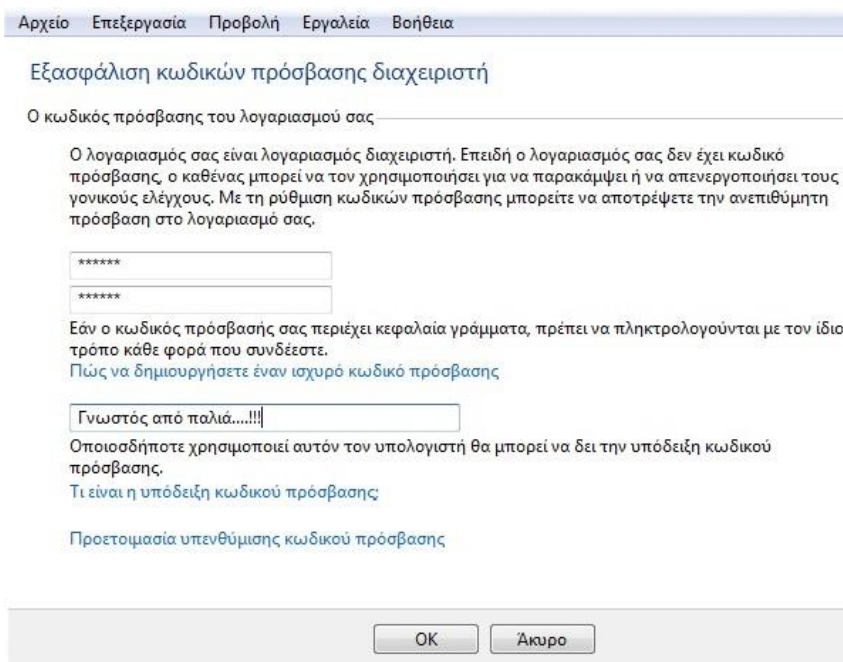 Αρχείο Επεξεργασία Προβολή Εργαλεία Βοήθεια
Εξασφάλιση κωδικών πρόσβασης διαχειριστή
Ο κωδικός πρόσβασης του λογαριασμού σας
Ο λογαριασμός σας είναι λογαριασμός διαχειριστή. Επειδή ο λογαριασμός σας δεν έχει κωδικό
πρόσβασης, ο καθένας μπορεί να τον χρησιμοποιήσει για να παρακάμψει ή να απενεργοποιήσει τους
γονικούς ελέγχους. Με τη ρύθμιση κωδικών πρόσβασης μπορείτε να αποτρέψετε την ανεπιθύμητη
πρόσβαση στο λογαριασμό σας.
******
******
Εάν ο κωδικός πρόσβασής σας περιέχει κεφαλαία γράμματα, πρέπει να πληκτρολογούνται με τον ίδιο
τρόπο κάθε φορά που συνδέεστε.
Πώς να δημιουργήσετε έναν ισχυρό κωδικό πρόσβασης
Γνωστός από παλιά....!!!
Οποιοσδήποτε χρησιμοποιεί αυτόν τον υπολογιστή θα μπορεί να δει την υπόδειξη κωδικού
πρόσβασης.
Τι είναι η υπόδειξη κωδικού πρόσβασης;
Προετοιμασία υπενθύμισης κωδικού πρόσβασης
OK Άκυρο